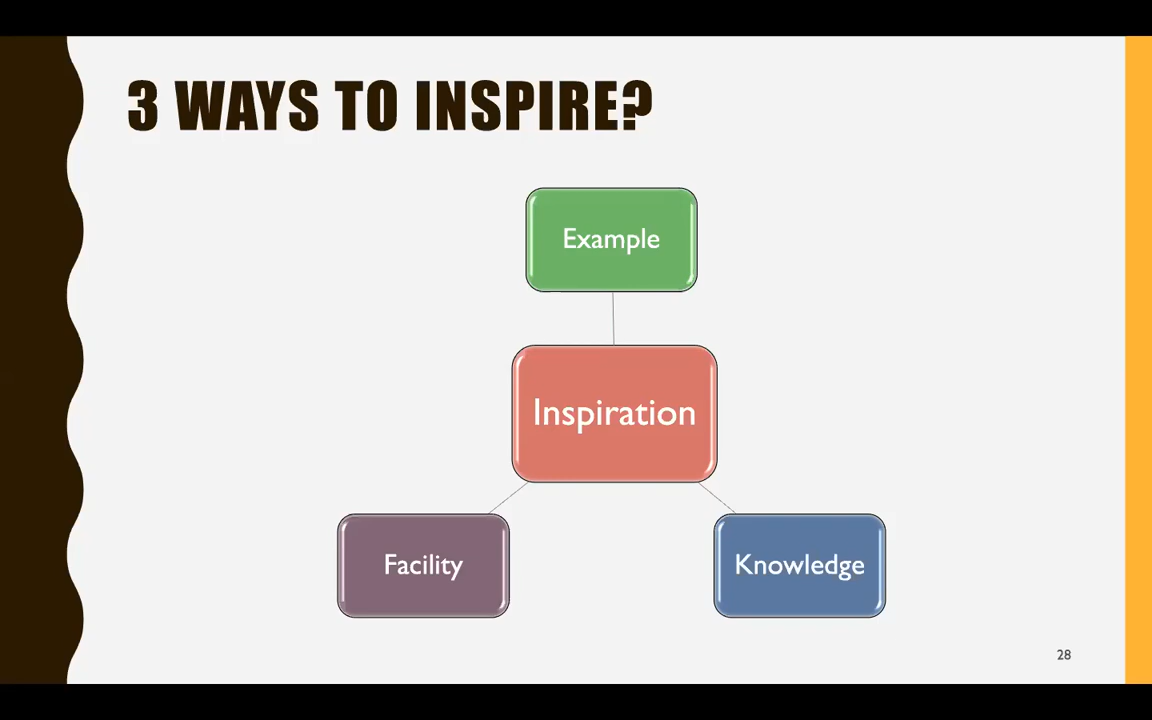 3 WAYS TO INSPIRE?
Example
Inspiration
Facility
Knowledge
28